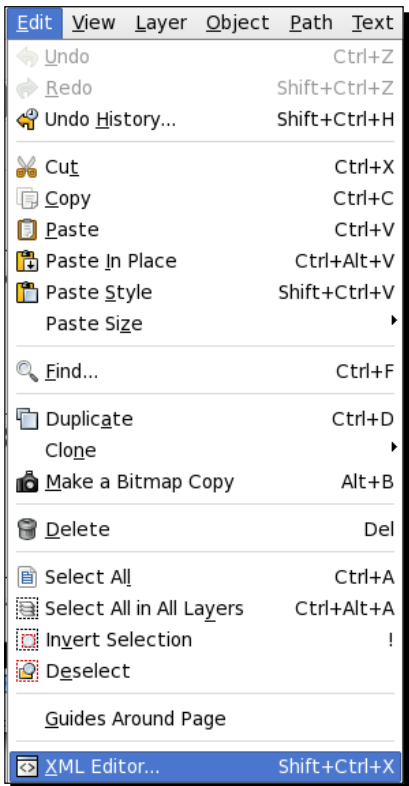 Edit View Layer Object Path Text
Undo Ctrl+Z
Redo Shift+Ctrl+Z
Undo History... Shift+Ctrl+H
Cut Ctrl+X
Copy Ctrl+C
Paste Ctrl+V
Paste In Place Ctrl+Alt+V
Paste Style Shift+Ctrl+V
Paste Size
Find... Ctrl+F
Duplicate Ctrl+D
Clone
Make a Bitmap Copy Alt+B
Delete Del
Select All Ctrl+A
Select All in All Layers Ctrl+Alt+A
Invert Selection !
Deselect
Guides Around Page
XML Editor... Shift+Ctrl+X